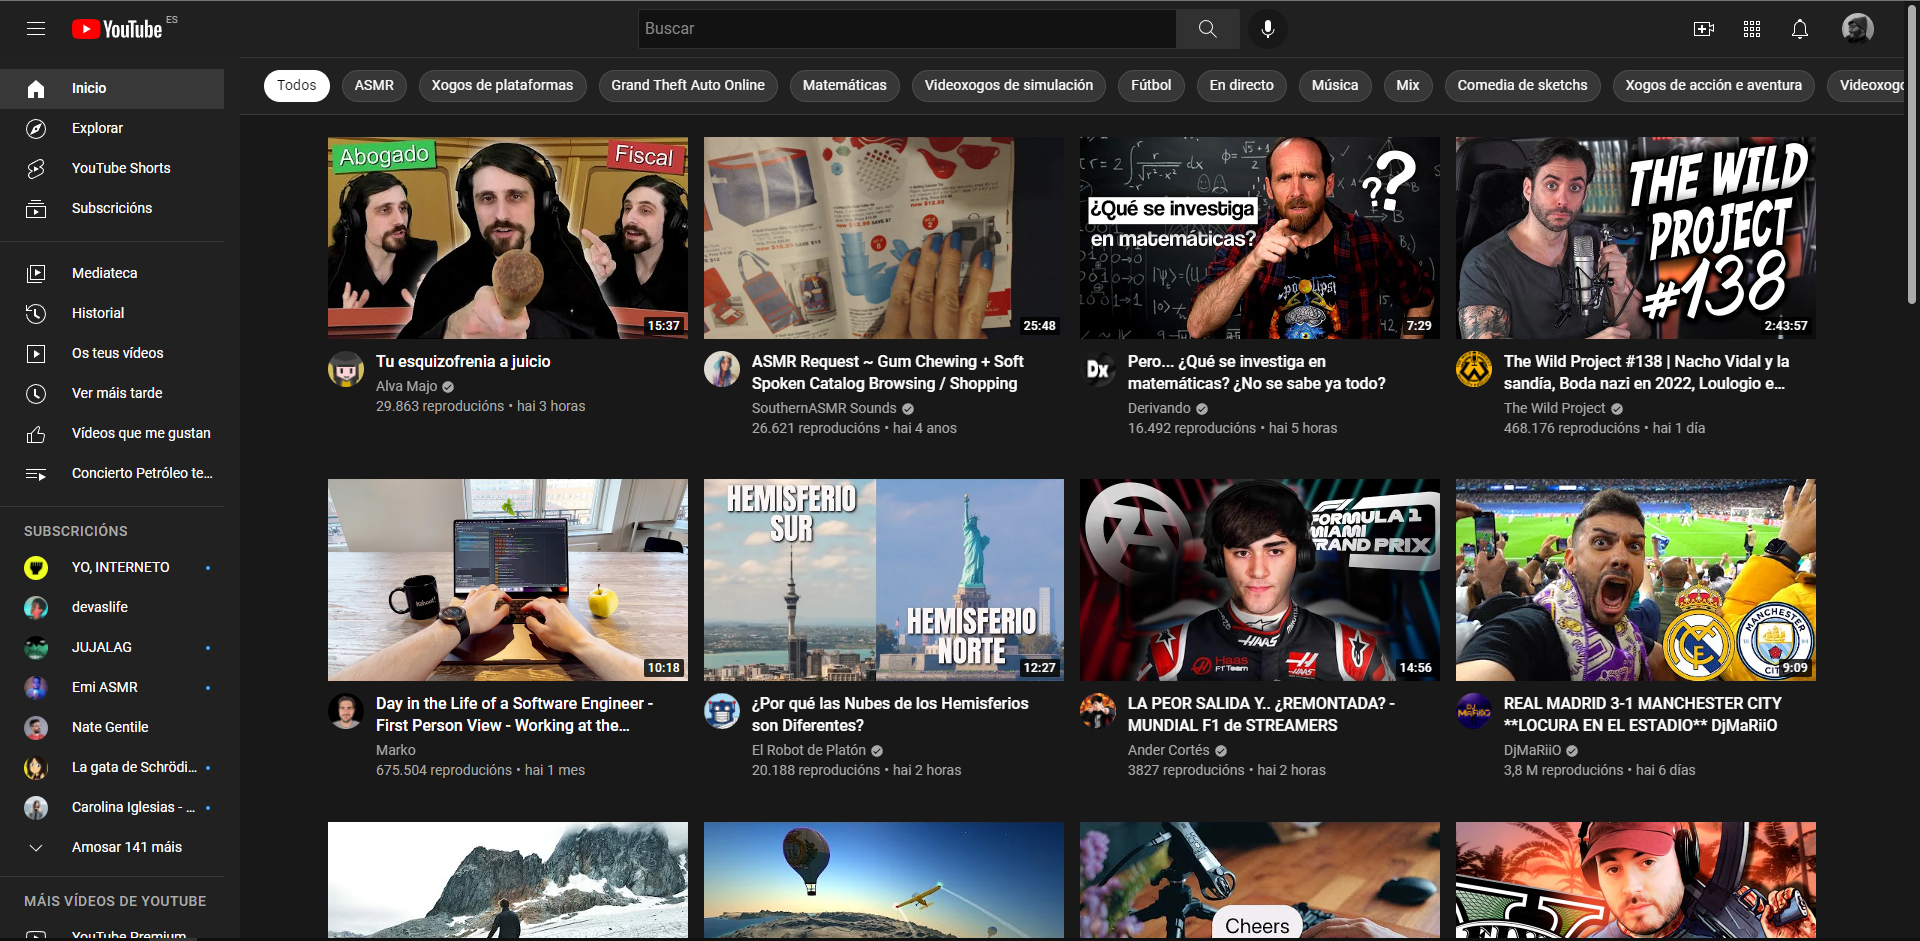 YouTube ES
Buscar
Inicio
Explorar
YouTube Shorts
Subscricións
Mediateca
Historial
Os teus vídeos
Ver máis tarde
Vídeos que me gustan
Concierto Petróleo te...
SUBSCRICIÓNS
YO, INTERNETO
devaslife
JUJALAG
Emi ASMR
Nate Gentile
La gata de Schrödi...
Carolina Iglesias - ...
Amosar 141 máis
MÁIS VÍDEOS DE YOUTUBE
YouTube Premium
Todos
ASMR
Xogos de plataformas
Grand Theft Auto Online
Matemáticas
Videoxogos de simulación
Fútbol
En directo
Música
Mix
Comedia de sketchs
Xogos de acción e aventura
Videoxogo
Abogado
Fiscal
15:37
Tu esquizofrenia a juicio
Alva Majo
29.863 reproducións • hai 3 horas
25:48
ASMR Request ~ Gum Chewing + Soft
Spoken Catalog Browsing / Shopping
SouthernASMR Sounds
26.621 reproducións • hai 4 anos
¿Qué se investiga
en matemáticas?
??
7:29
Dx
Pero... ¿Qué se investiga en
matemáticas? ¿No se sabe ya todo?
Derivando
16.492 reproducións • hai 5 horas
THE WILD
PROJECT
#138
2:43:57
The Wild Project #138 | Nacho Vidal y la
sandía, Boda nazi en 2022, Loulogio e...
The Wild Project
468.176 reproducións • hai 1 día
10:18
Day in the Life of a Software Engineer -
First Person View - Working at the...
Marko
675.504 reproducións • hai 1 mes
HEMISFERIO
SUR
HEMISFERIO
NORTE
12:27
¿Por qué las Nubes de los Hemisferios
son Diferentes?
El Robot de Platón
20.188 reproducións • hai 2 horas
FORMULA 1
MIAMI
GRAND PRIX
HAAS
Haas
F1 Team
HAAS
14:56
LA PEOR SALIDA Y.. ¿REMONTADA? -
MUNDIAL F1 de STREAMERS
Ander Cortés
3827 reproducións • hai 2 horas
MANCHESTER
CITY
9:09
REAL MADRID 3-1 MANCHESTER CITY
**LOCURA EN EL ESTADIO** DjMaRiiO
DjMaRiiO
3,8 M reproducións • hai 6 días
Cheers